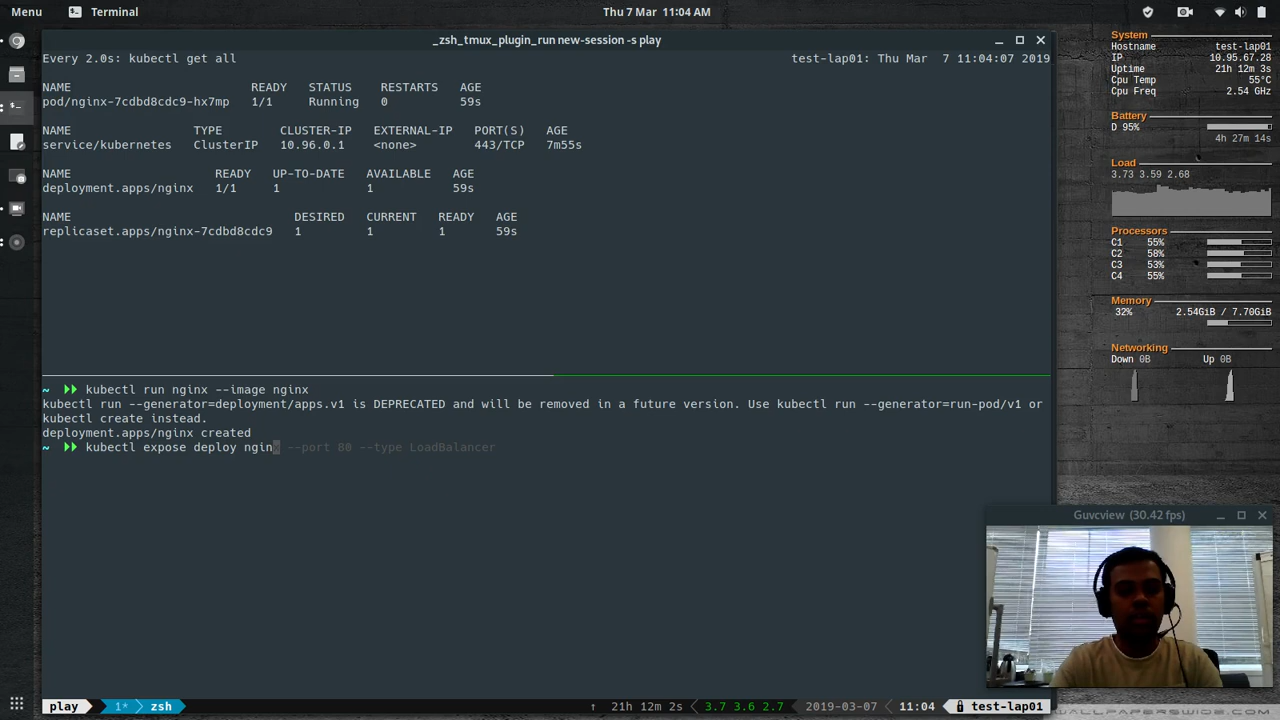 Menu Terminal Thu 7 Mar 11:04 AM
_zsh_tmux_plugin_run new-session -s play
Every 2.0s: kubectl get all test-lap01: Thu Mar 7 11:04:07 2019
NAME READY STATUS RESTARTS AGE
pod/nginx-7cdbd8cdc9-hx7mp 1/1 Running 0 59s
NAME TYPE CLUSTER-IP EXTERNAL-IP PORT(S) AGE
service/kubernetes ClusterIP 10.96.0.1 <none> 443/TCP 7m55s
NAME READY UP-TO-DATE AVAILABLE AGE
deployment.apps/nginx 1/1 1 1 59s
NAME DESIRED CURRENT READY AGE
replicaset.apps/nginx-7cdbd8cdc9 1 1 1 59s
~ kubectl run nginx --image nginx
kubectl run --generator=deployment/apps.v1 is DEPRECATED and will be removed in a future version. Use kubectl run --generator=run-pod/v1 or
kubectl create instead.
deployment.apps/nginx created
~ kubectl expose deploy nginx --port 80 --type LoadBalancer
play 1* zsh ↑ 21h 12m 2s 3.7 3.6 2.7 2019-03-07 11:04 test-lap01
System
Hostname test-lap01
IP 10.95.67.28
Uptime 21h 12m 3s
Cpu Temp 55°C
Cpu Freq 2.54 GHz
Battery
D 95%
4h 27m 14s
Load
3.73 3.59 2.68
Processors
C1 55%
C2 58%
C3 53%
C4 55%
Memory
32% 2.54GiB / 7.70GiB
Networking
Down 0B Up 0B
Guvcview (30.42 fps)
WALLPAPERSWIDE.COM